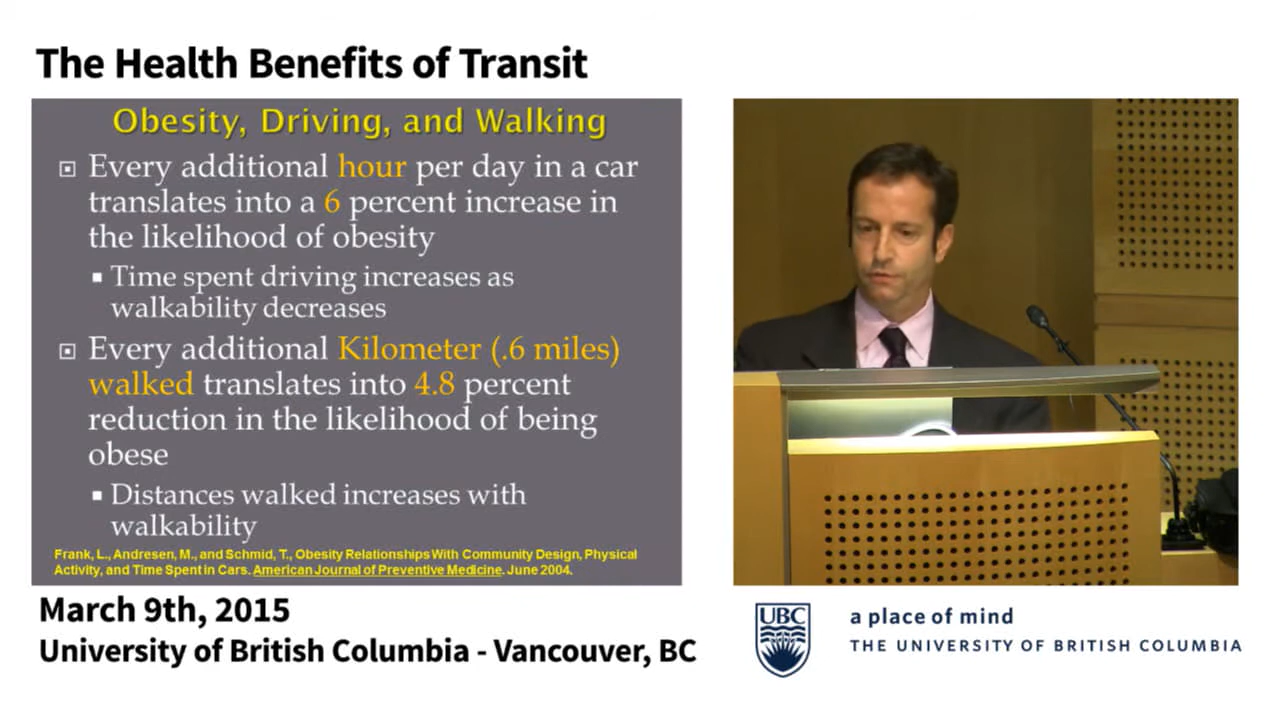 The Health Benefits of Transit
Obesity, Driving, and Walking
Every additional hour per day in a car
translates into a 6 percent increase in
the likelihood of obesity
Time spent driving increases as
walkability decreases
Every additional Kilometer (.6 miles)
walked translates into 4.8 percent
reduction in the likelihood of being
obese
Distances walked increases with
walkability
Frank, L., Andresen, M., and Schmid, T., Obesity Relationships With Community Design, Physical
Activity, and Time Spent in Cars. American Journal of Preventive Medicine. June 2004.
March 9th, 2015
University of British Columbia - Vancouver, BC
UBC
a place of mind
THE UNIVERSITY OF BRITISH COLUMBIA